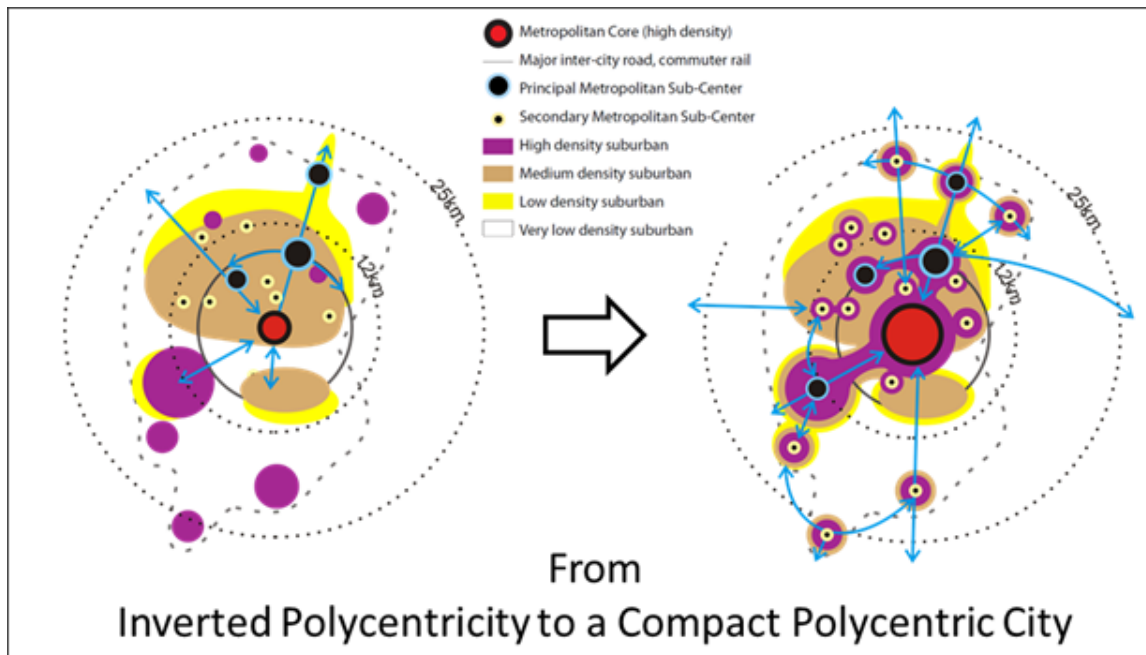 Metropolitan Core (high density)
Major inter-city road, commuter rail
Principal Metropolitan Sub-Center
Secondary Metropolitan Sub-Center
High density suburban
Medium density suburban
Low density suburban
Very low density suburban
25km
12km
25km
12km
From
Inverted Polycentricity to a Compact Polycentric City